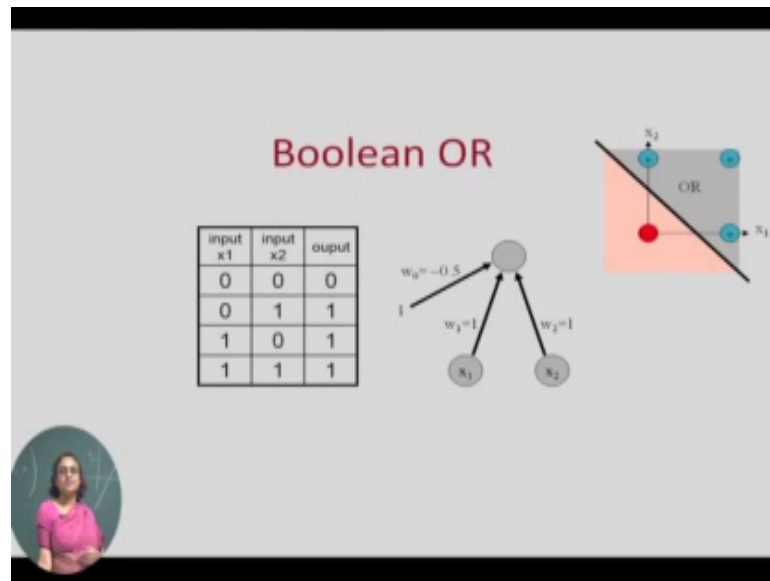 Boolean OR
input x1 input x2 ouput
0 0 0
0 1 1
1 0 1
1 1 1
w₀=−0.5
1
w₁=1 w₂=1
x₁ x₂
x₂
+ +
OR
+ x₁